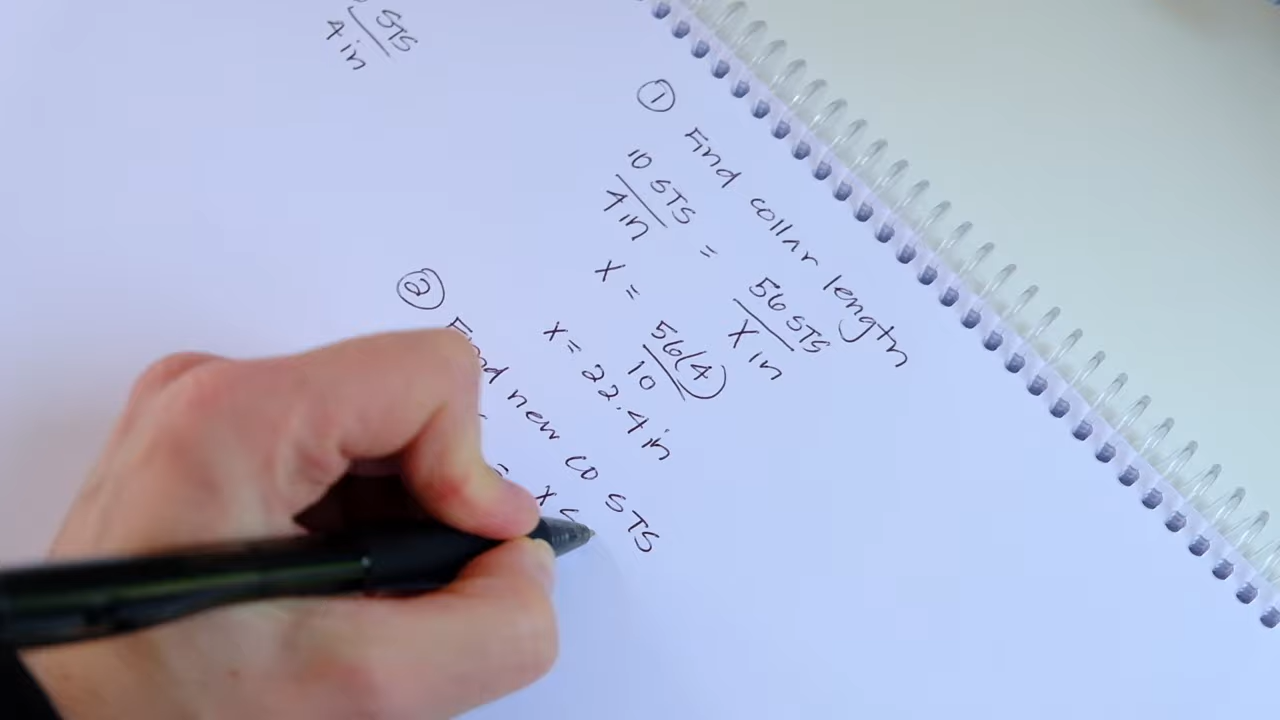 STS
4 in
① Find collar length
10 STS
4 in
=
56 STS
X in
X =
56(4)
10
X = 22.4 in
② Find new CO STS
X S